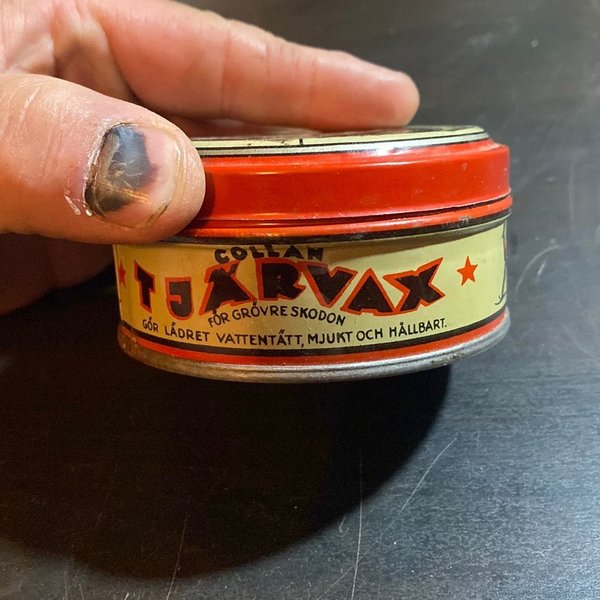 COLLAN
TJÄRVAX
FÖR GRÖVRE SKODON
GÖR LÄDRET VATTENTÄTT, MJUKT OCH HÅLLBART.